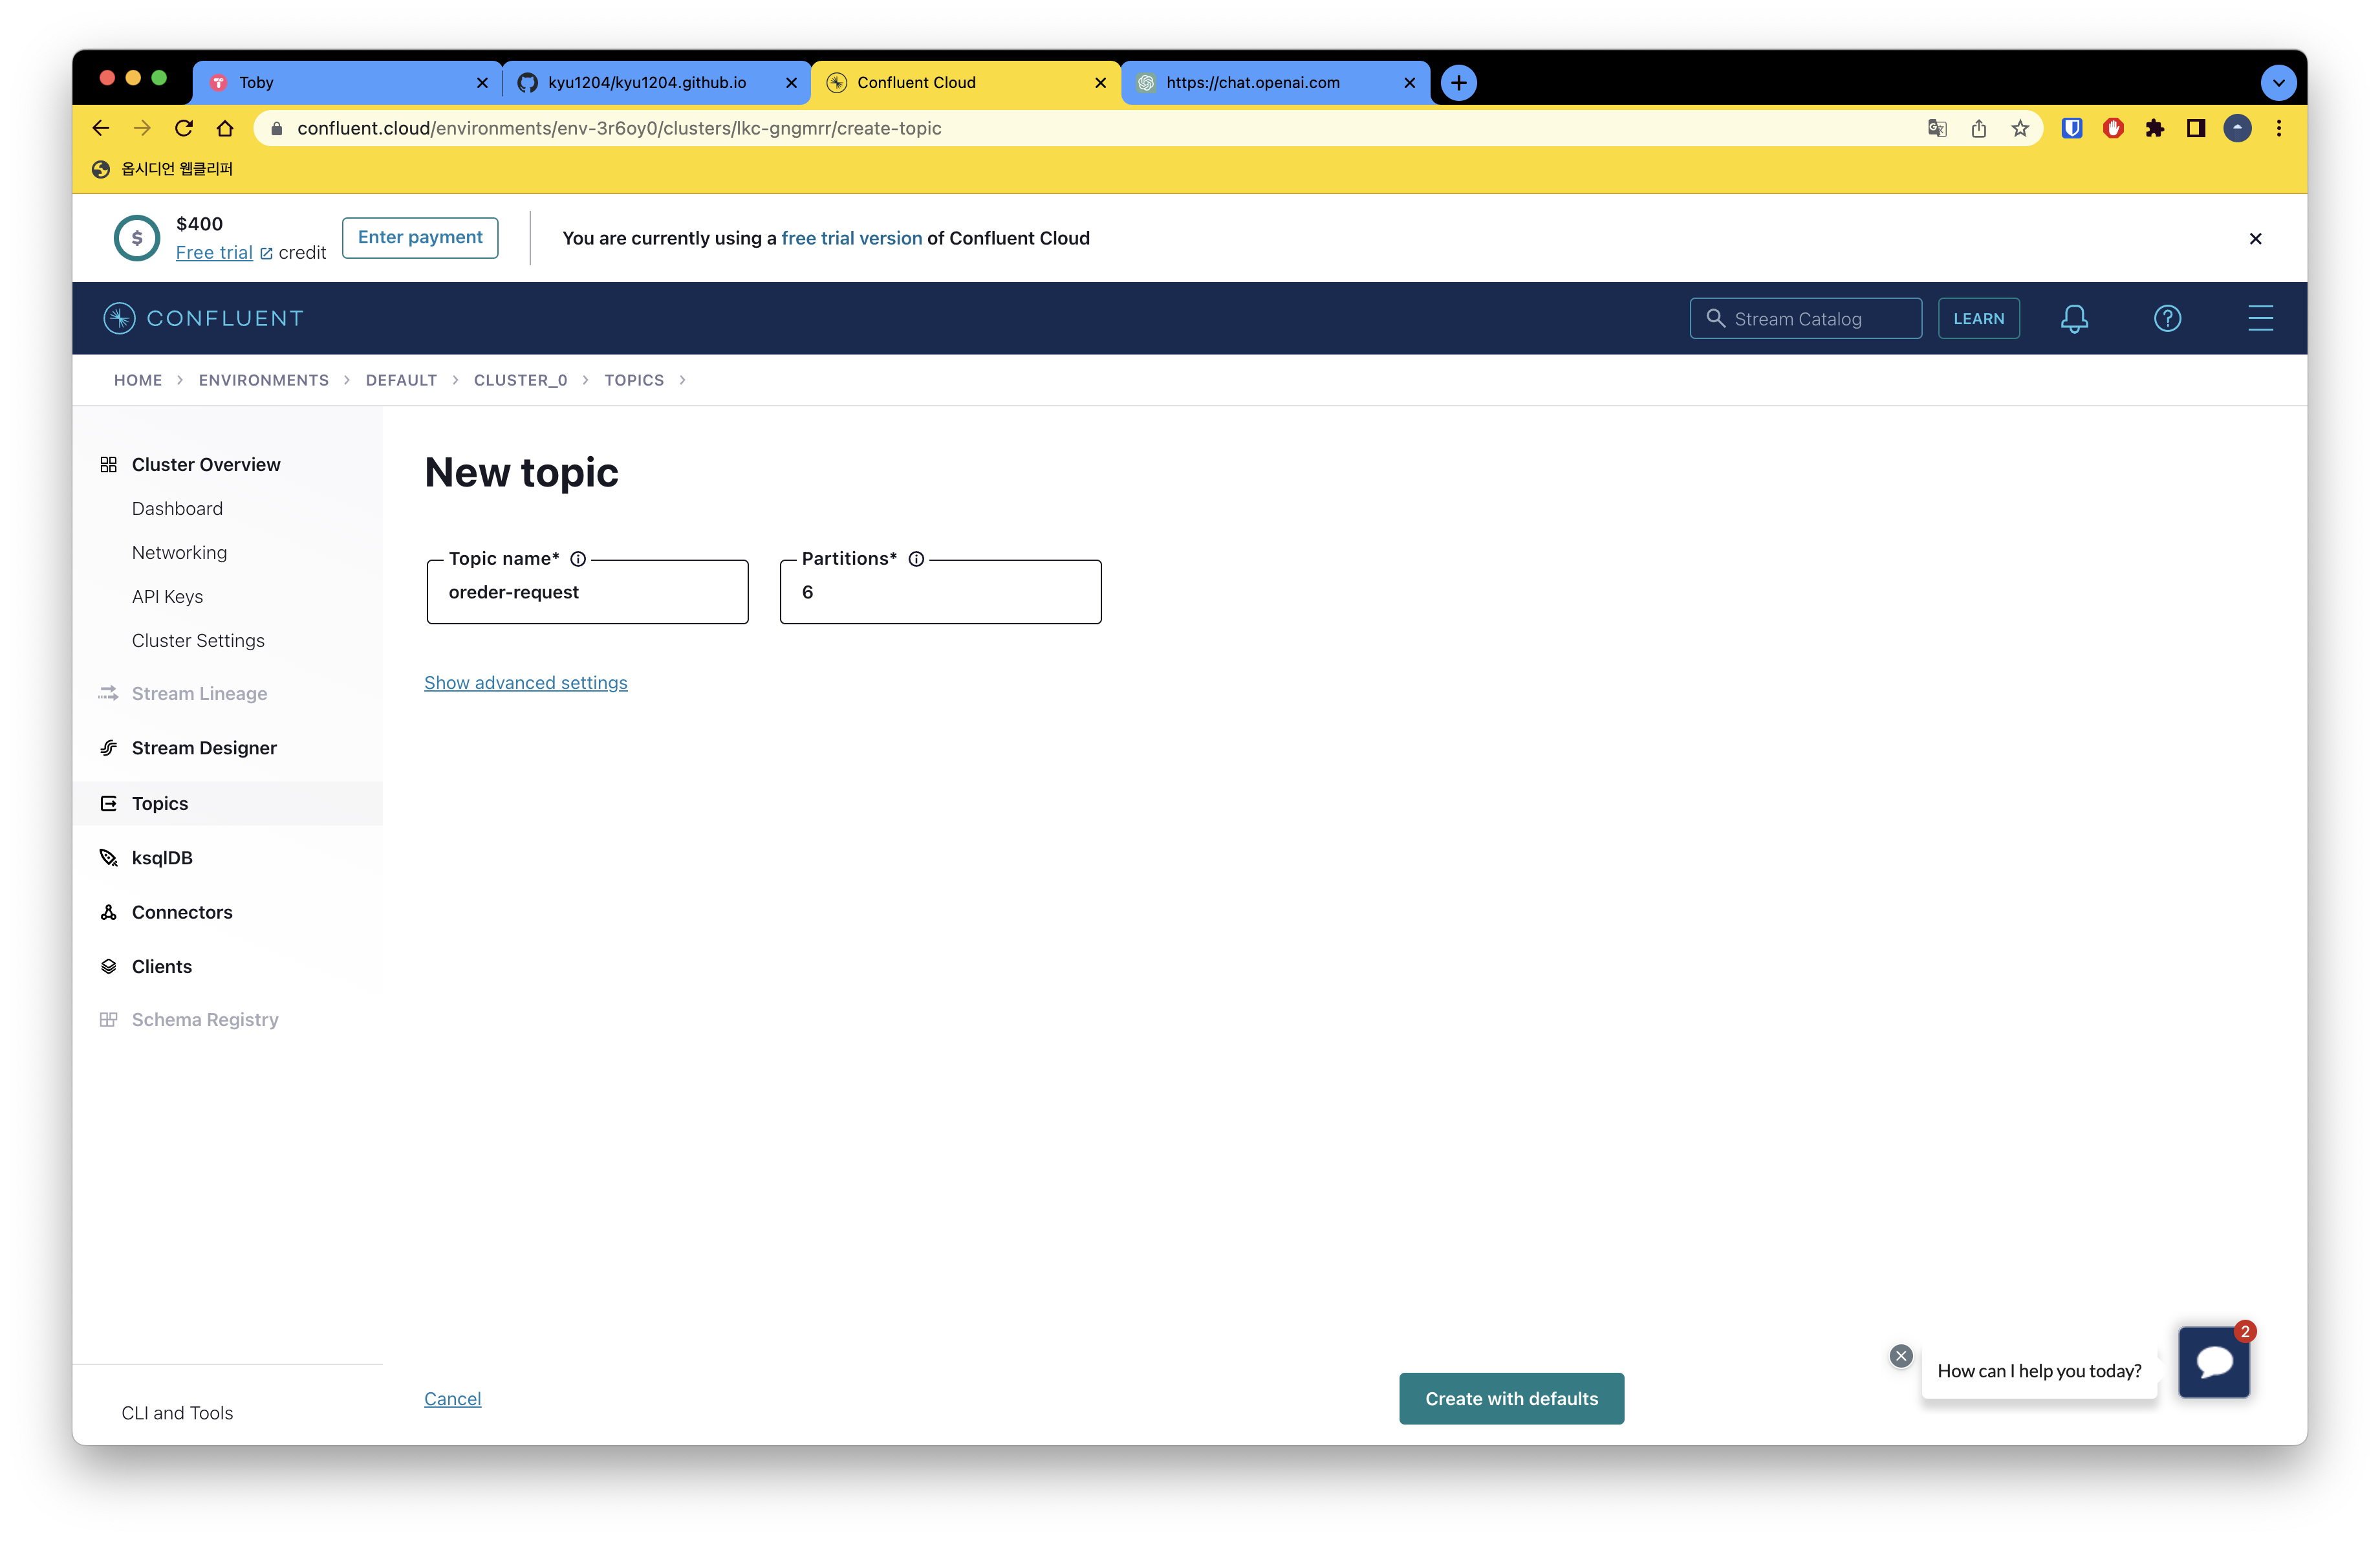 Toby
kyu1204/kyu1204.github.io
Confluent Cloud
https://chat.openai.com
confluent.cloud/environments/env-3r6oy0/clusters/lkc-gngmrr/create-topic
옵시디언 웹클리퍼
$400
Free trial credit
Enter payment
You are currently using a free trial version of Confluent Cloud
CONFLUENT
Stream Catalog
LEARN
HOME > ENVIRONMENTS > DEFAULT > CLUSTER_0 > TOPICS >
Cluster Overview
Dashboard
Networking
API Keys
Cluster Settings
Stream Lineage
Stream Designer
Topics
ksqlDB
Connectors
Clients
Schema Registry
CLI and Tools
New topic
Topic name*
oreder-request
Partitions*
6
Show advanced settings
Cancel
Create with defaults
How can I help you today?
2